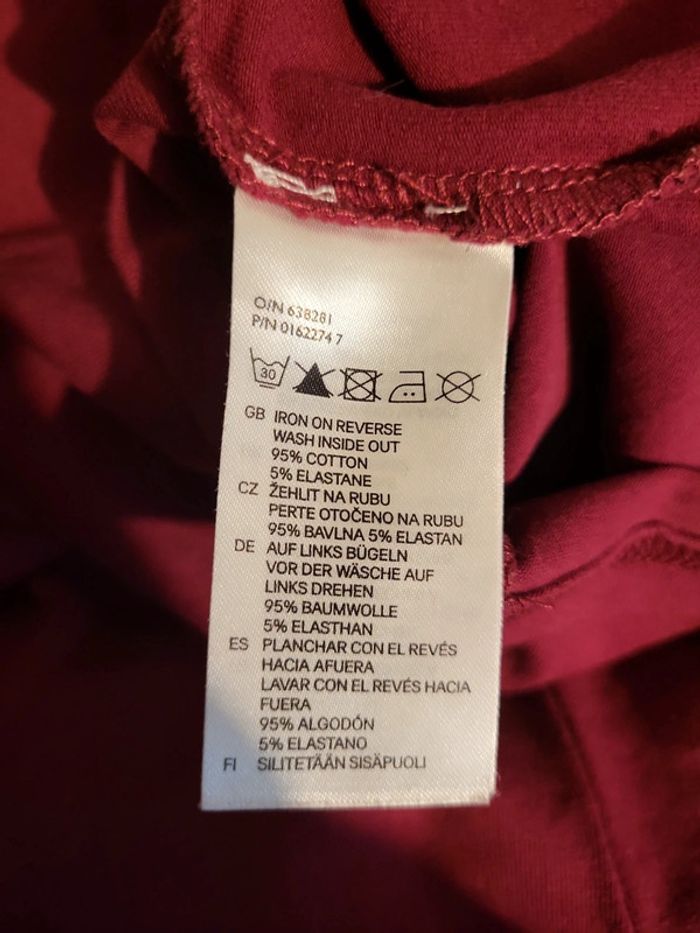 O/N 638281
P/N 01622747
30
GB IRON ON REVERSE
WASH INSIDE OUT
95% COTTON
5% ELASTANE
CZ ŽEHLIT NA RUBU
PERTE OTOČENO NA RUBU
95% BAVLNA 5% ELASTAN
DE AUF LINKS BÜGELN
VOR DER WÄSCHE AUF
LINKS DREHEN
95% BAUMWOLLE
5% ELASTHAN
ES PLANCHAR CON EL REVÉS
HACIA AFUERA
LAVAR CON EL REVÉS HACIA
FUERA
95% ALGODÓN
5% ELASTANO
FI SILITETÄÄN SISÄPUOLI